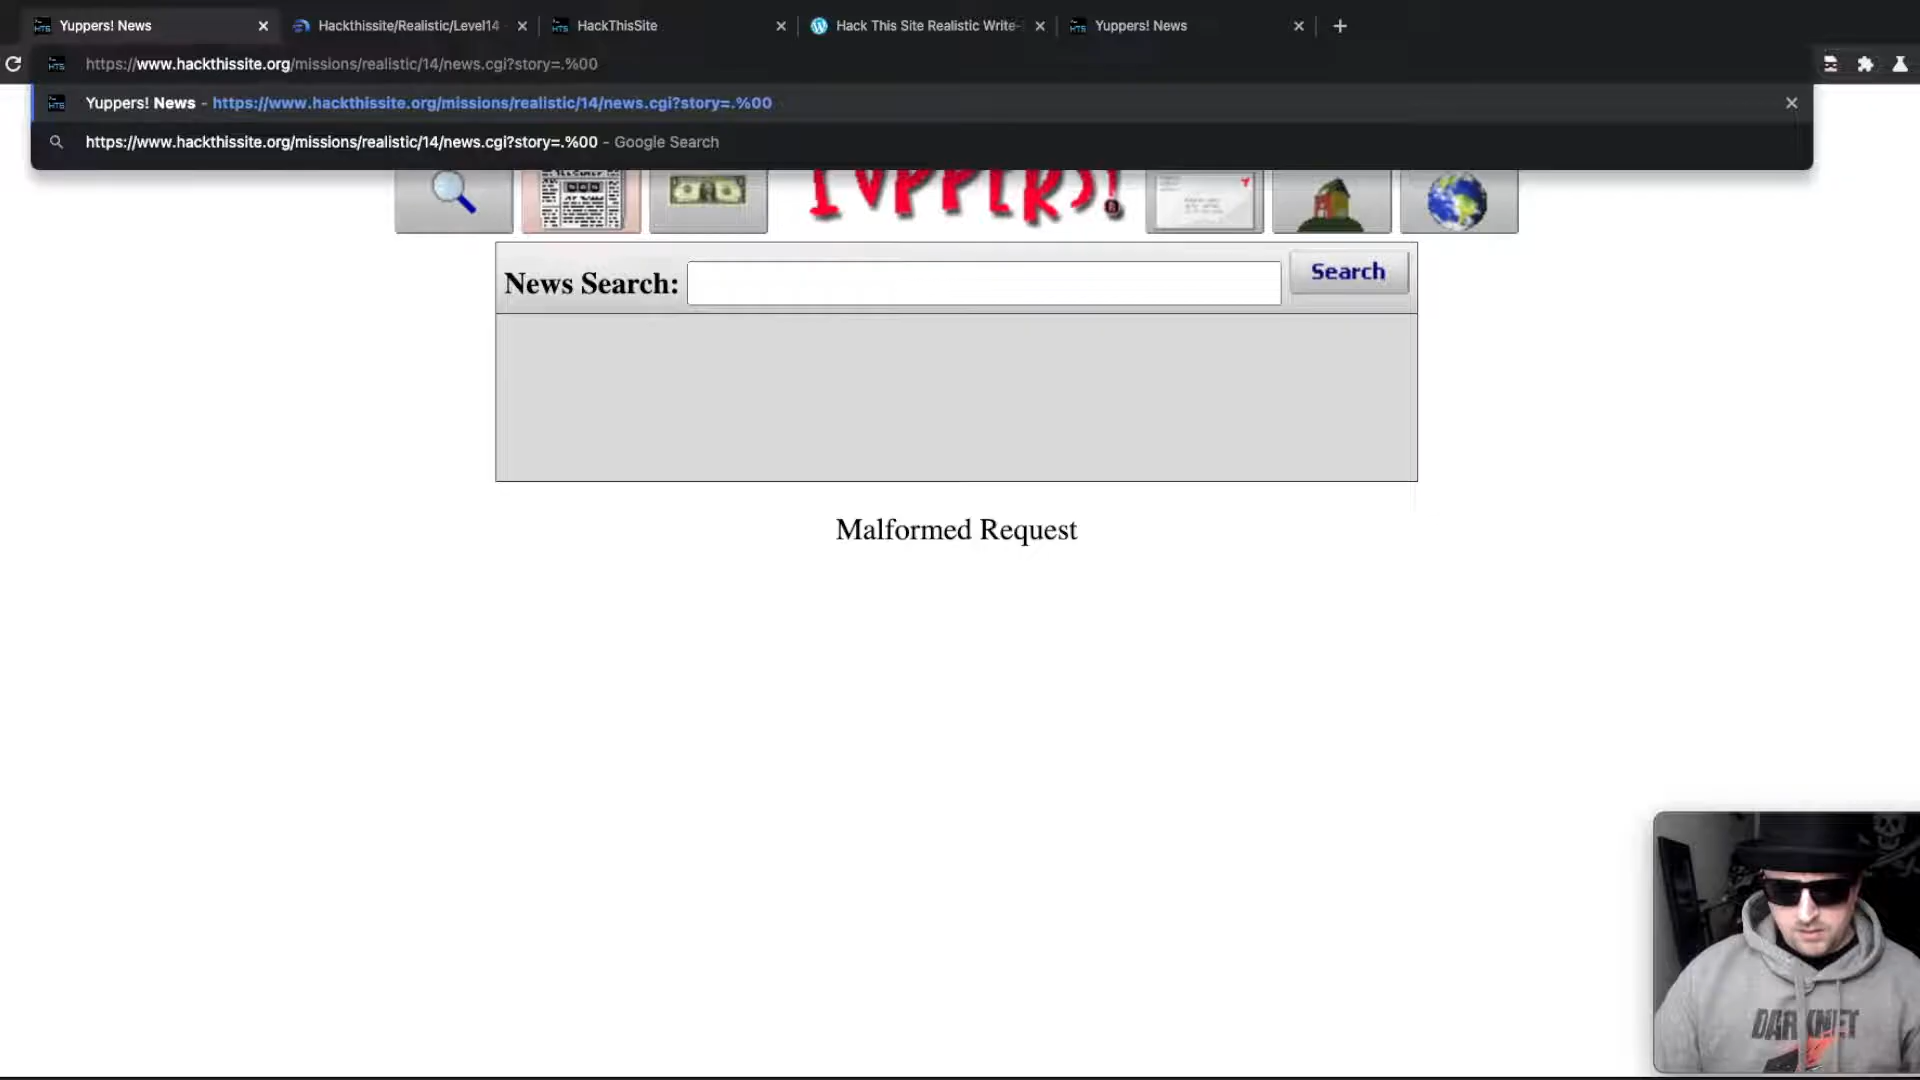 Yuppers! News
Hackthissite/Realistic/Level14
HackThisSite
Hack This Site Realistic Write-
Yuppers! News
https://www.hackthissite.org/missions/realistic/14/news.cgi?story=.%00
Yuppers! News - https://www.hackthissite.org/missions/realistic/14/news.cgi?story=.%00
https://www.hackthissite.org/missions/realistic/14/news.cgi?story=.%00 - Google Search
YUPPERS!
News Search:
Search
Malformed Request
DARKNET